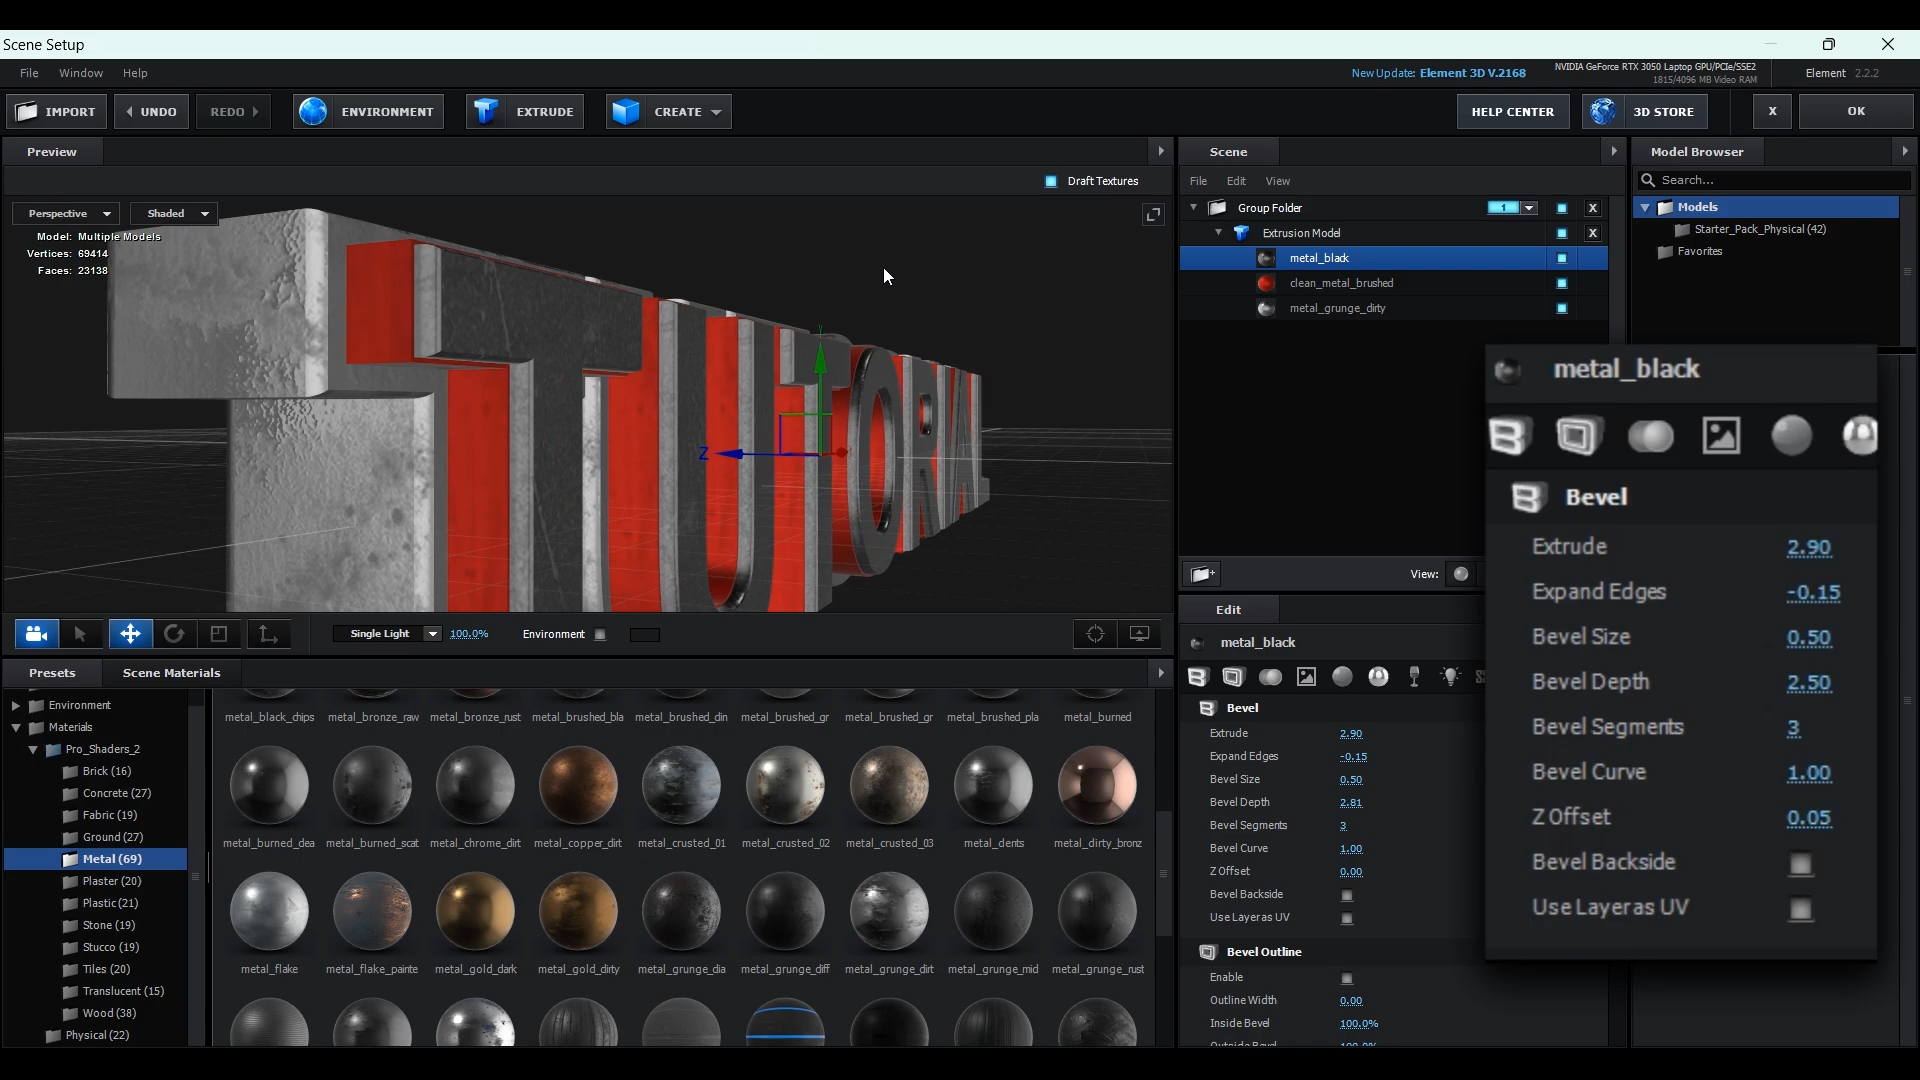 Scene Setup
File Window Help
New Update: Element 3D V.2168
NVIDIA GeForce RTX 3050 Laptop GPU/PCIe/SSE2
1815/4096 MB Video RAM
Element 2.2.2
IMPORT UNDO REDO ENVIRONMENT EXTRUDE CREATE HELP CENTER 3D STORE X OK
Preview
Draft Textures
Perspective Shaded
Model: Multiple Models
Vertices: 69414
Faces: 23138
TUTORIAL
Y
Z
Single Light 100.0% Environment
Scene
File Edit View
Group Folder 1 X
Extrusion Model X
metal_black
clean_metal_brushed
metal_grunge_dirty
View:
Model Browser
Search...
Models
Starter_Pack_Physical (42)
Favorites
Presets Scene Materials
Environment
Materials
Pro_Shaders_2
Brick (16)
Concrete (27)
Fabric (19)
Ground (27)
Metal (69)
Plaster (20)
Plastic (21)
Stone (19)
Stucco (19)
Tiles (20)
Translucent (15)
Wood (38)
Physical (22)
metal_black_chips metal_bronze_raw metal_bronze_rust metal_brushed_bla metal_brushed_din metal_brushed_gr metal_brushed_gr metal_brushed_pla metal_burned
metal_burned_dea metal_burned_scat metal_chrome_dirt metal_copper_dirt metal_crusted_01 metal_crusted_02 metal_crusted_03 metal_dents metal_dirty_bronz
metal_flake metal_flake_painte metal_gold_dark metal_gold_dirty metal_grunge_dia metal_grunge_diff metal_grunge_dirt metal_grunge_mid metal_grunge_rust
Edit
metal_black
Bevel
Extrude 2.90
Expand Edges -0.15
Bevel Size 0.50
Bevel Depth 2.81
Bevel Segments 3
Bevel Curve 1.00
Z Offset 0.00
Bevel Backside
Use Layer as UV
Bevel Outline
Enable
Outline Width 0.00
Inside Bevel 100.0%
Outside Bevel 100.0%
metal_black
Bevel
Extrude 2.90
Expand Edges -0.15
Bevel Size 0.50
Bevel Depth 2.50
Bevel Segments 3
Bevel Curve 1.00
Z Offset 0.05
Bevel Backside
Use Layer as UV